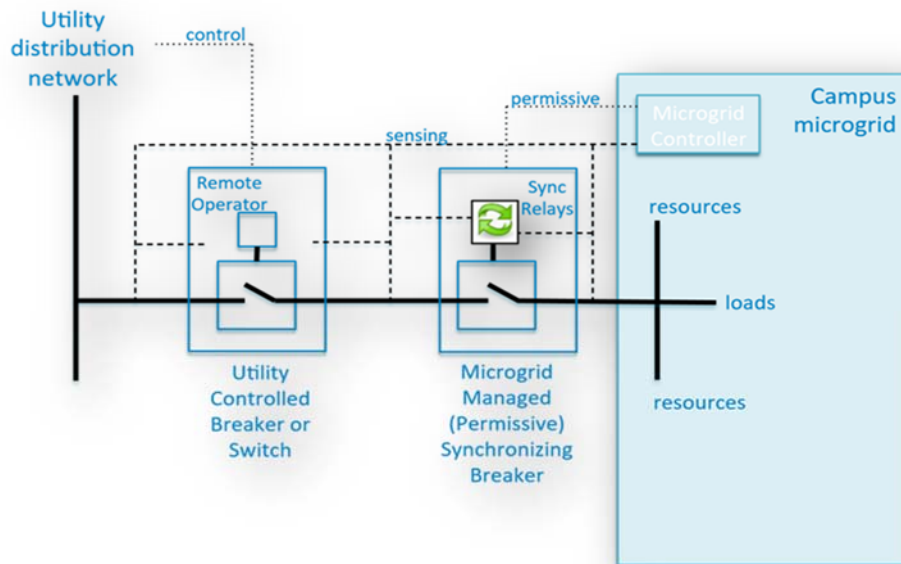 Utility
distribution
network
control
permissive
Campus
microgrid
Microgrid
Controller
sensing
Remote
Operator
Sync
Relays
resources
loads
resources
Utility
Controlled
Breaker or
Switch
Microgrid
Managed
(Permissive)
Synchronizing
Breaker